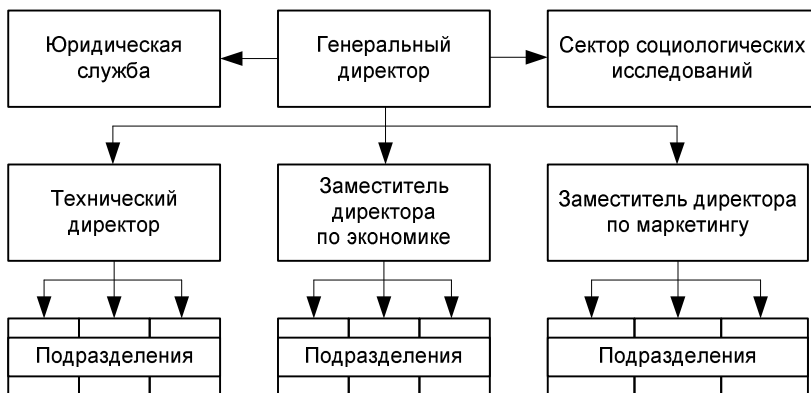 Юридическая
служба
Генеральный
директор
Сектор социологических
исследований
Технический
директор
Заместитель
директора
по экономике
Заместитель директора
по маркетингу
Подразделения
Подразделения
Подразделения